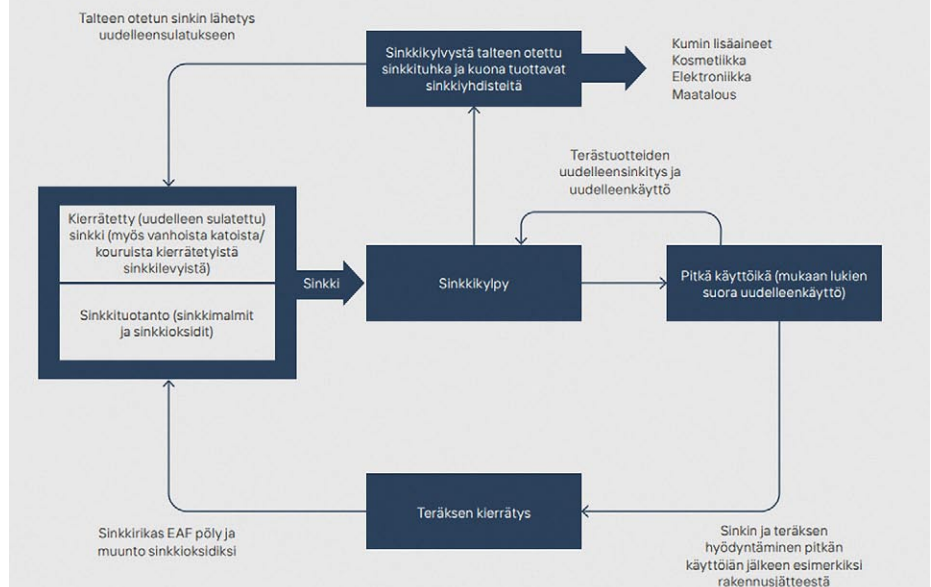 Talteen otetun sinkin lähetys
uudelleensulatukseen
Sinkkikylvystä talteen otettu
sinkkituhka ja kuona tuottavat
sinkkiyhdisteitä
Kumin lisäaineet
Kosmetiikka
Elektroniikka
Maatalous
Terästuotteiden
uudelleensinkitys ja
uudelleenkäyttö
Kierrätetty (uudelleen sulatettu)
sinkki (myös vanhoista katoista/
kouruista kierrätetyistä
sinkkilevyistä)
Sinkkituotanto (sinkkimalmit
ja sinkkioksidit)
Sinkki
Sinkkikylpy
Pitkä käyttöikä (mukaan lukien
suora uudelleenkäyttö)
Teräksen kierrätys
Sinkkirikas EAF pöly ja
muunto sinkkioksidiksi
Sinkin ja teräksen
hyödyntäminen pitkän
käyttöiän jälkeen esimerkiksi
rakennusjätteestä